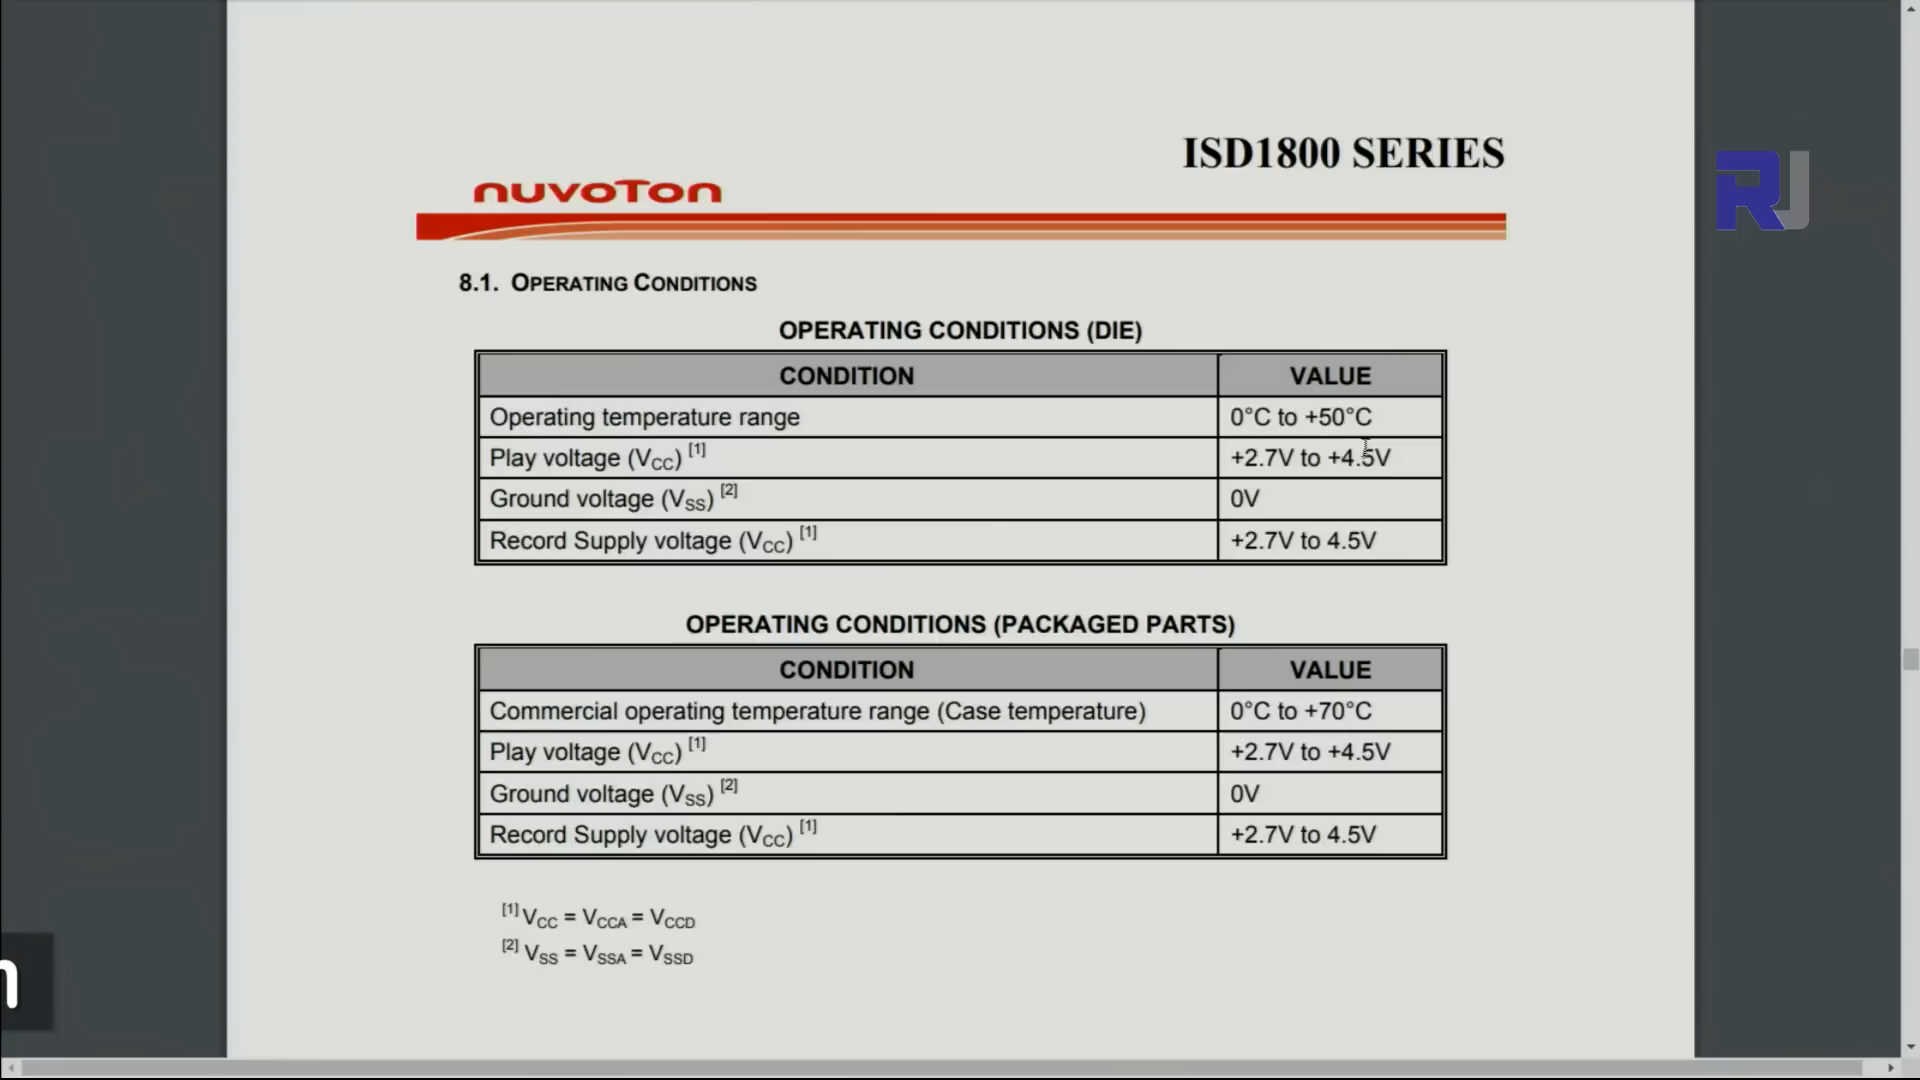 ISD1800 SERIES
nuvoton
RJ
8.1. OPERATING CONDITIONS
OPERATING CONDITIONS (DIE)
CONDITION VALUE
Operating temperature range 0°C to +50°C
Play voltage (VCC) [1] +2.7V to +4.5V
Ground voltage (VSS) [2] 0V
Record Supply voltage (VCC) [1] +2.7V to 4.5V
OPERATING CONDITIONS (PACKAGED PARTS)
CONDITION VALUE
Commercial operating temperature range (Case temperature) 0°C to +70°C
Play voltage (VCC) [1] +2.7V to +4.5V
Ground voltage (VSS) [2] 0V
Record Supply voltage (VCC) [1] +2.7V to 4.5V
[1] VCC = VCCA = VCCD
[2] VSS = VSSA = VSSD